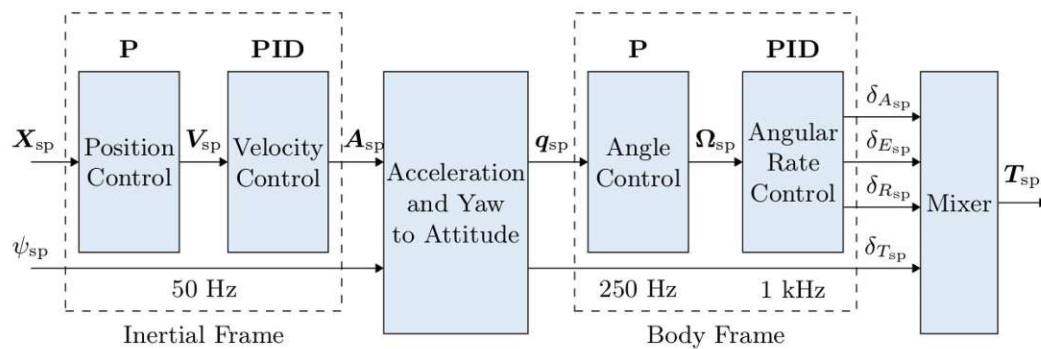 P
PID
P
PID
X_sp
Position
Control
V_sp
Velocity
Control
A_sp
Acceleration
and Yaw
to Attitude
q_sp
Angle
Control
Ω_sp
Angular
Rate
Control
δ_A_sp
δ_E_sp
δ_R_sp
δ_T_sp
Mixer
T_sp
ψ_sp
50 Hz
250 Hz
1 kHz
Inertial Frame
Body Frame